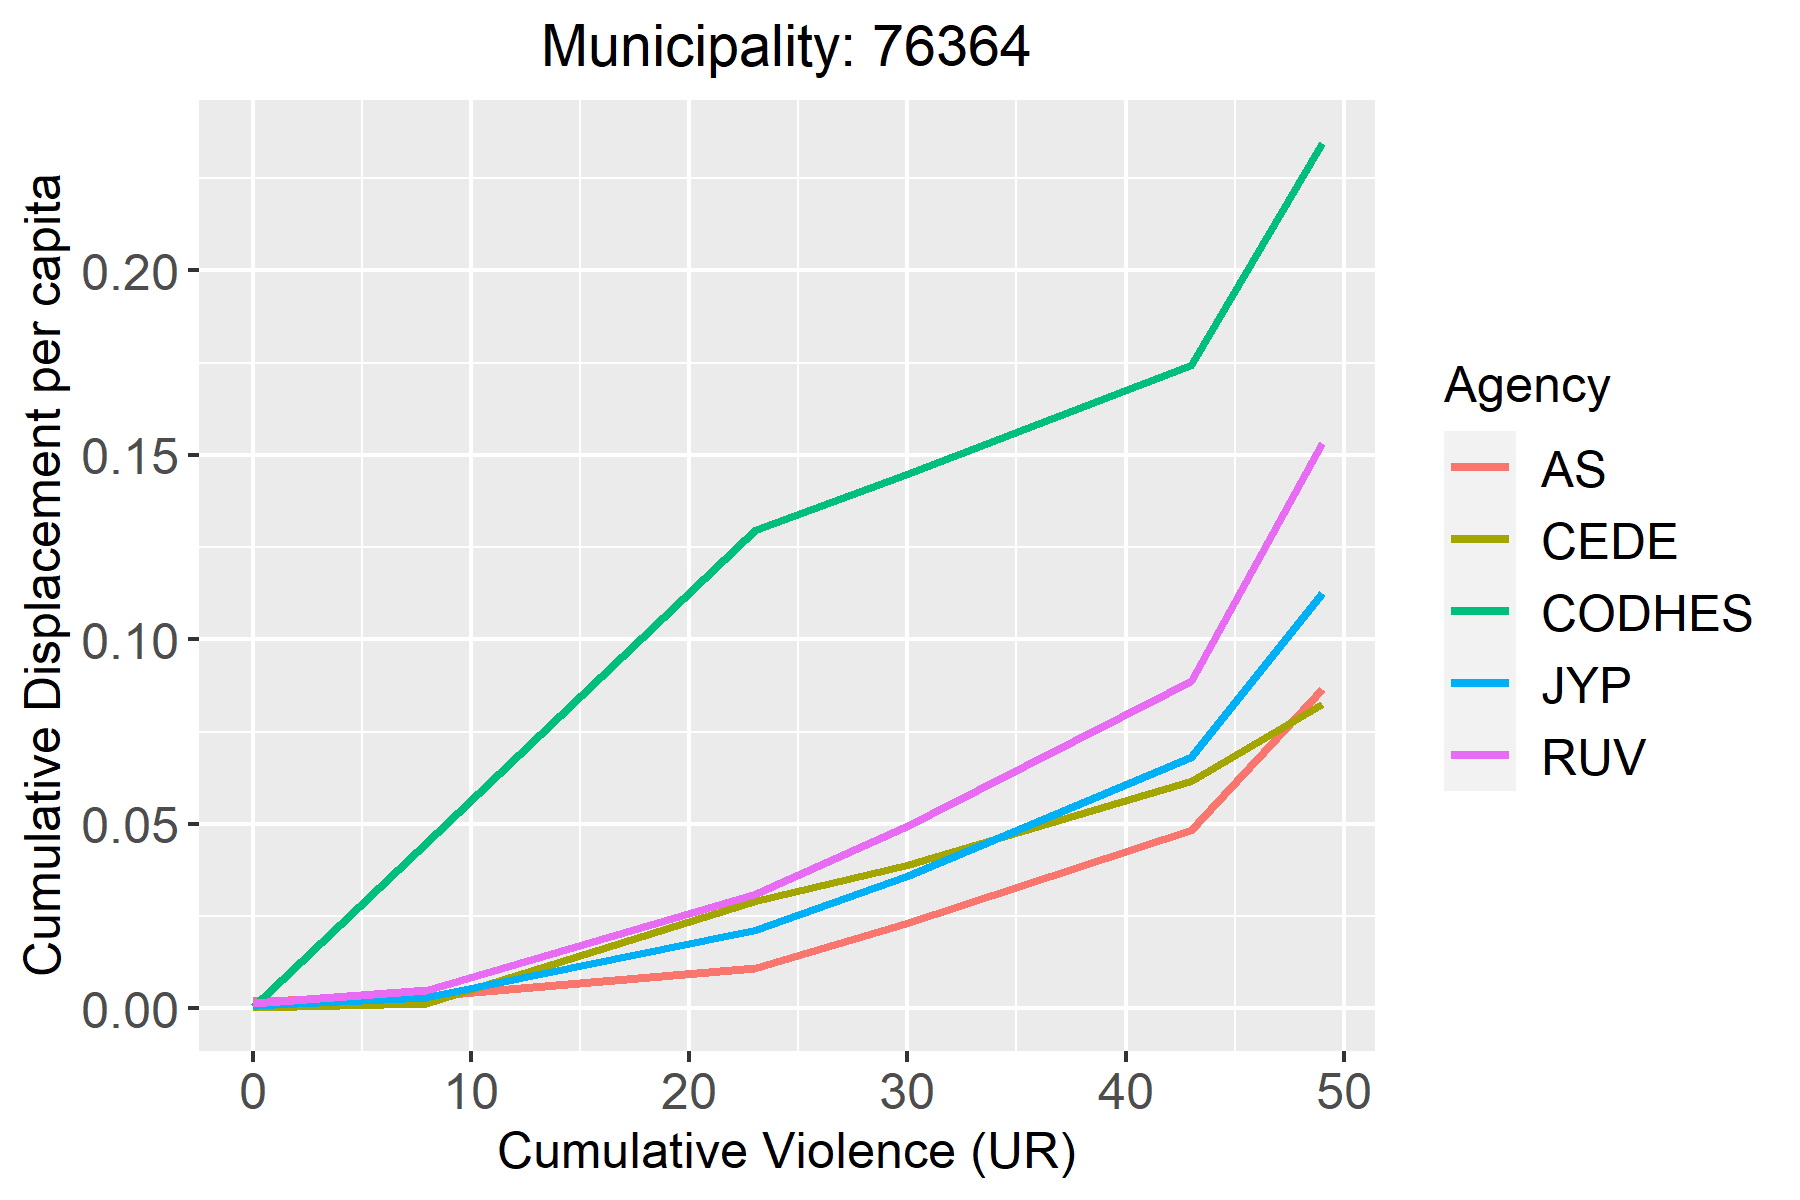 Municipality: 76364
Cumulative Displacement per capita
0.20
0.15
0.10
0.05
0.00
0 10 20 30 40 50
Cumulative Violence (UR)
Agency
AS
CEDE
CODHES
JYP
RUV